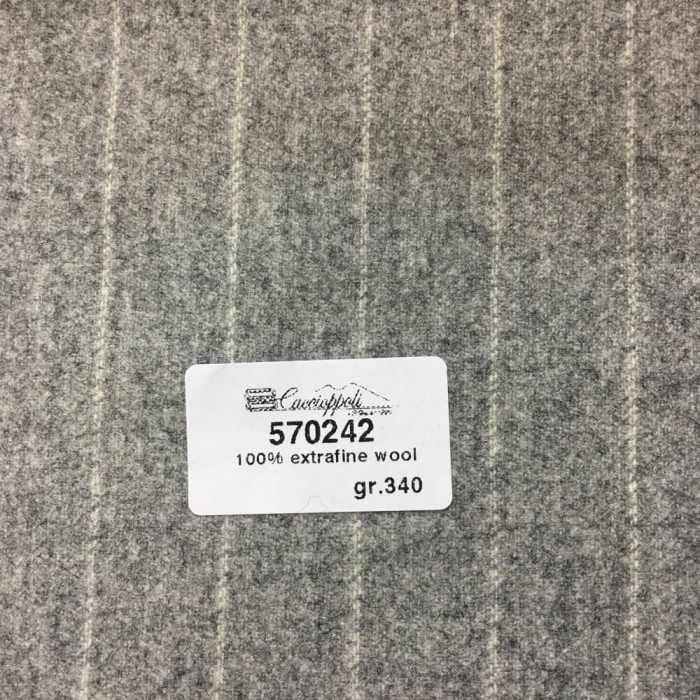 Caccioppoli
570242
100% extrafine wool
gr.340